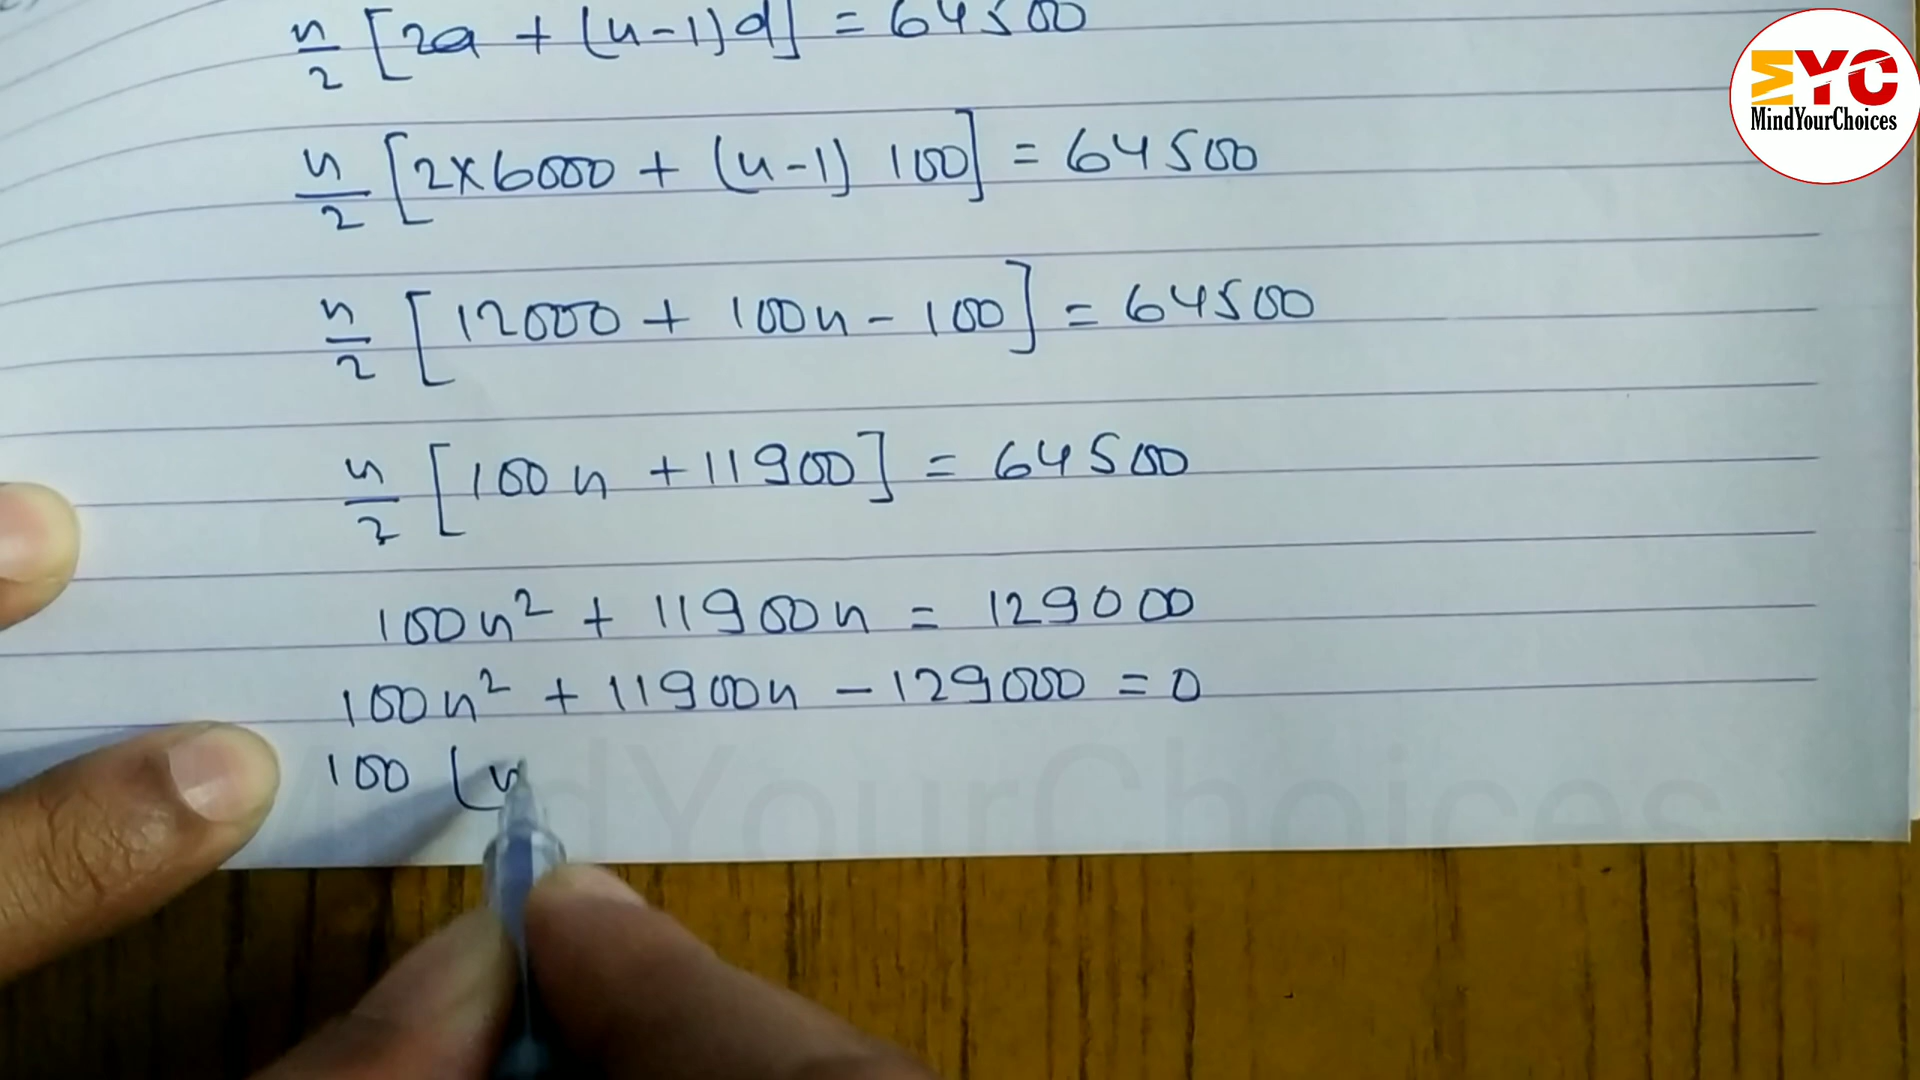 n/2 [2a + (n-1)d] = 64500
MYC
MindYourChoices
n/2 [2×6000 + (n-1) 100] = 64500
n/2 [12000 + 100n - 100] = 64500
n/2 [100n + 11900] = 64500
100n² + 11900n = 129000
100n² + 11900n - 129000 = 0
100 (n
MindYourChoices